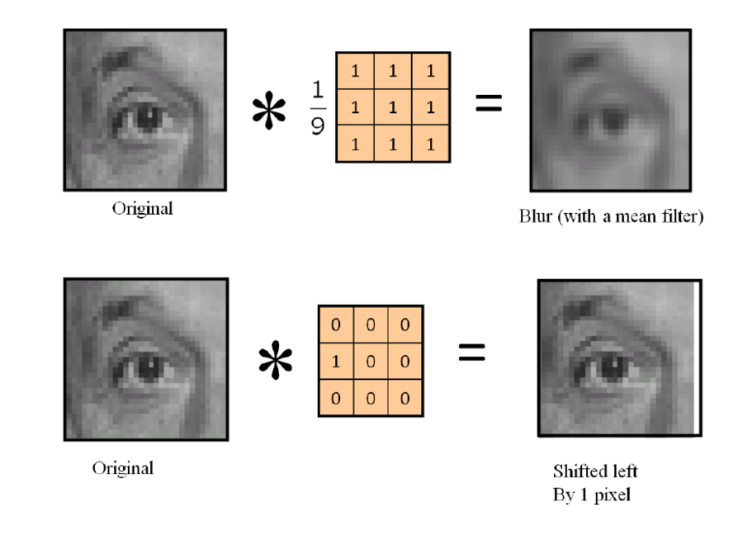 * 1/9 1 1 1 =
1 1 1
1 1 1
Original
Blur (with a mean filter)
* 0 0 0 =
1 0 0
0 0 0
Original
Shifted left
By 1 pixel